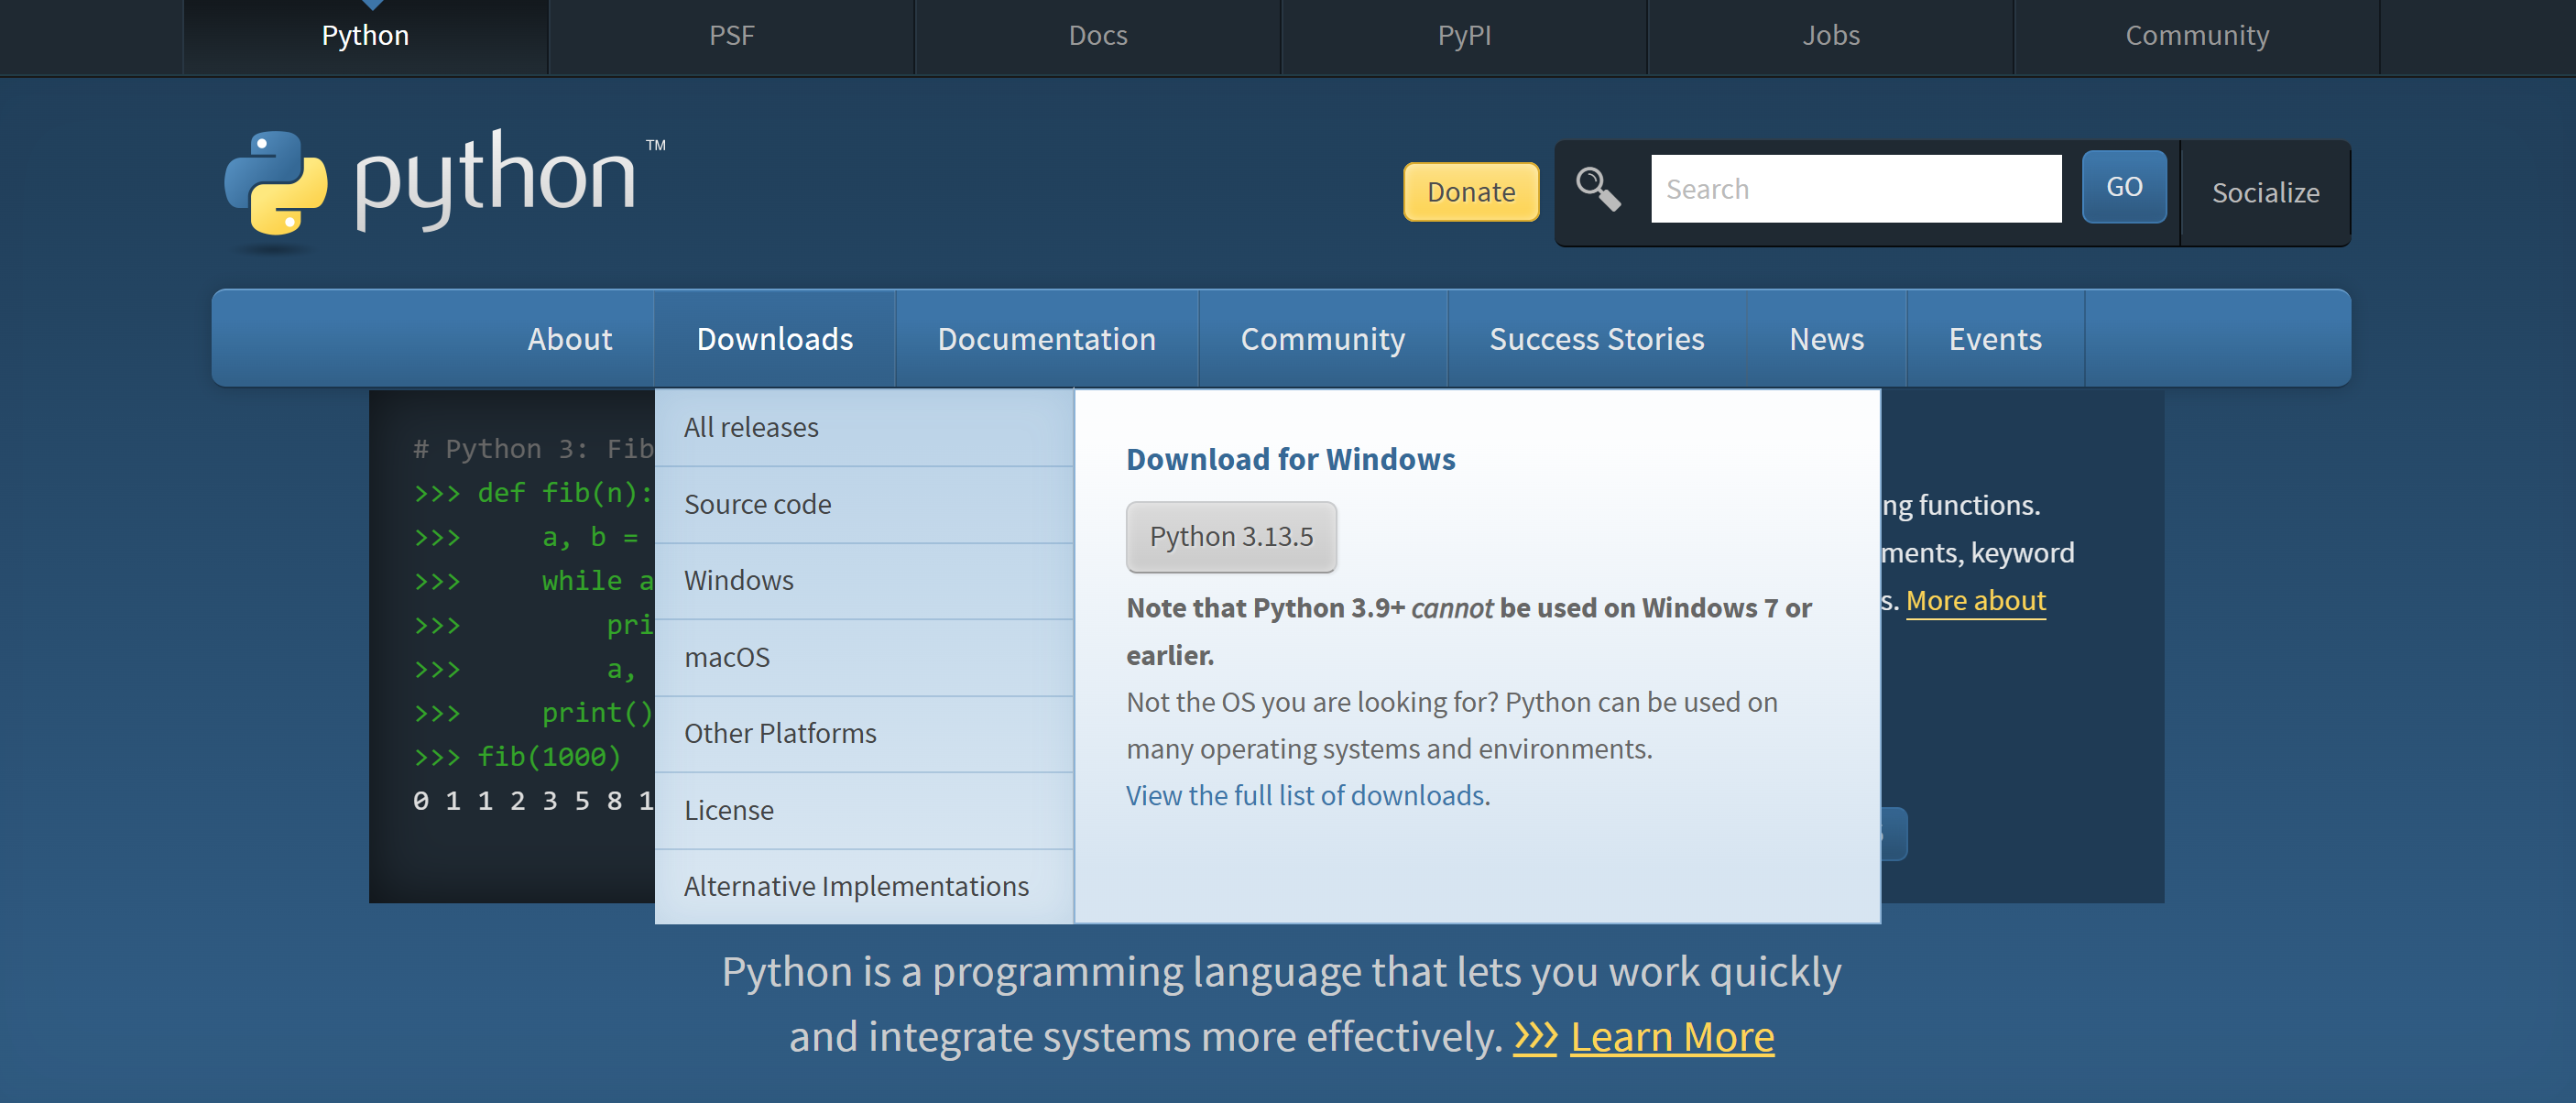 Python
PSF
Docs
PyPI
Jobs
Community
python™
Donate
Search
GO
Socialize
About
Downloads
Documentation
Community
Success Stories
News
Events
# Python 3: Fib
>>> def fib(n):
>>>     a, b =
>>>     while a
>>>         pri
>>>         a,
>>>     print()
>>> fib(1000)
0 1 1 2 3 5 8 1
All releases
Source code
Windows
macOS
Other Platforms
License
Alternative Implementations
Download for Windows
Python 3.13.5
Note that Python 3.9+ cannot be used on Windows 7 or
earlier.
Not the OS you are looking for? Python can be used on
many operating systems and environments.
View the full list of downloads.
ng functions.
ments, keyword
s. More about
Python is a programming language that lets you work quickly
and integrate systems more effectively. >>> Learn More